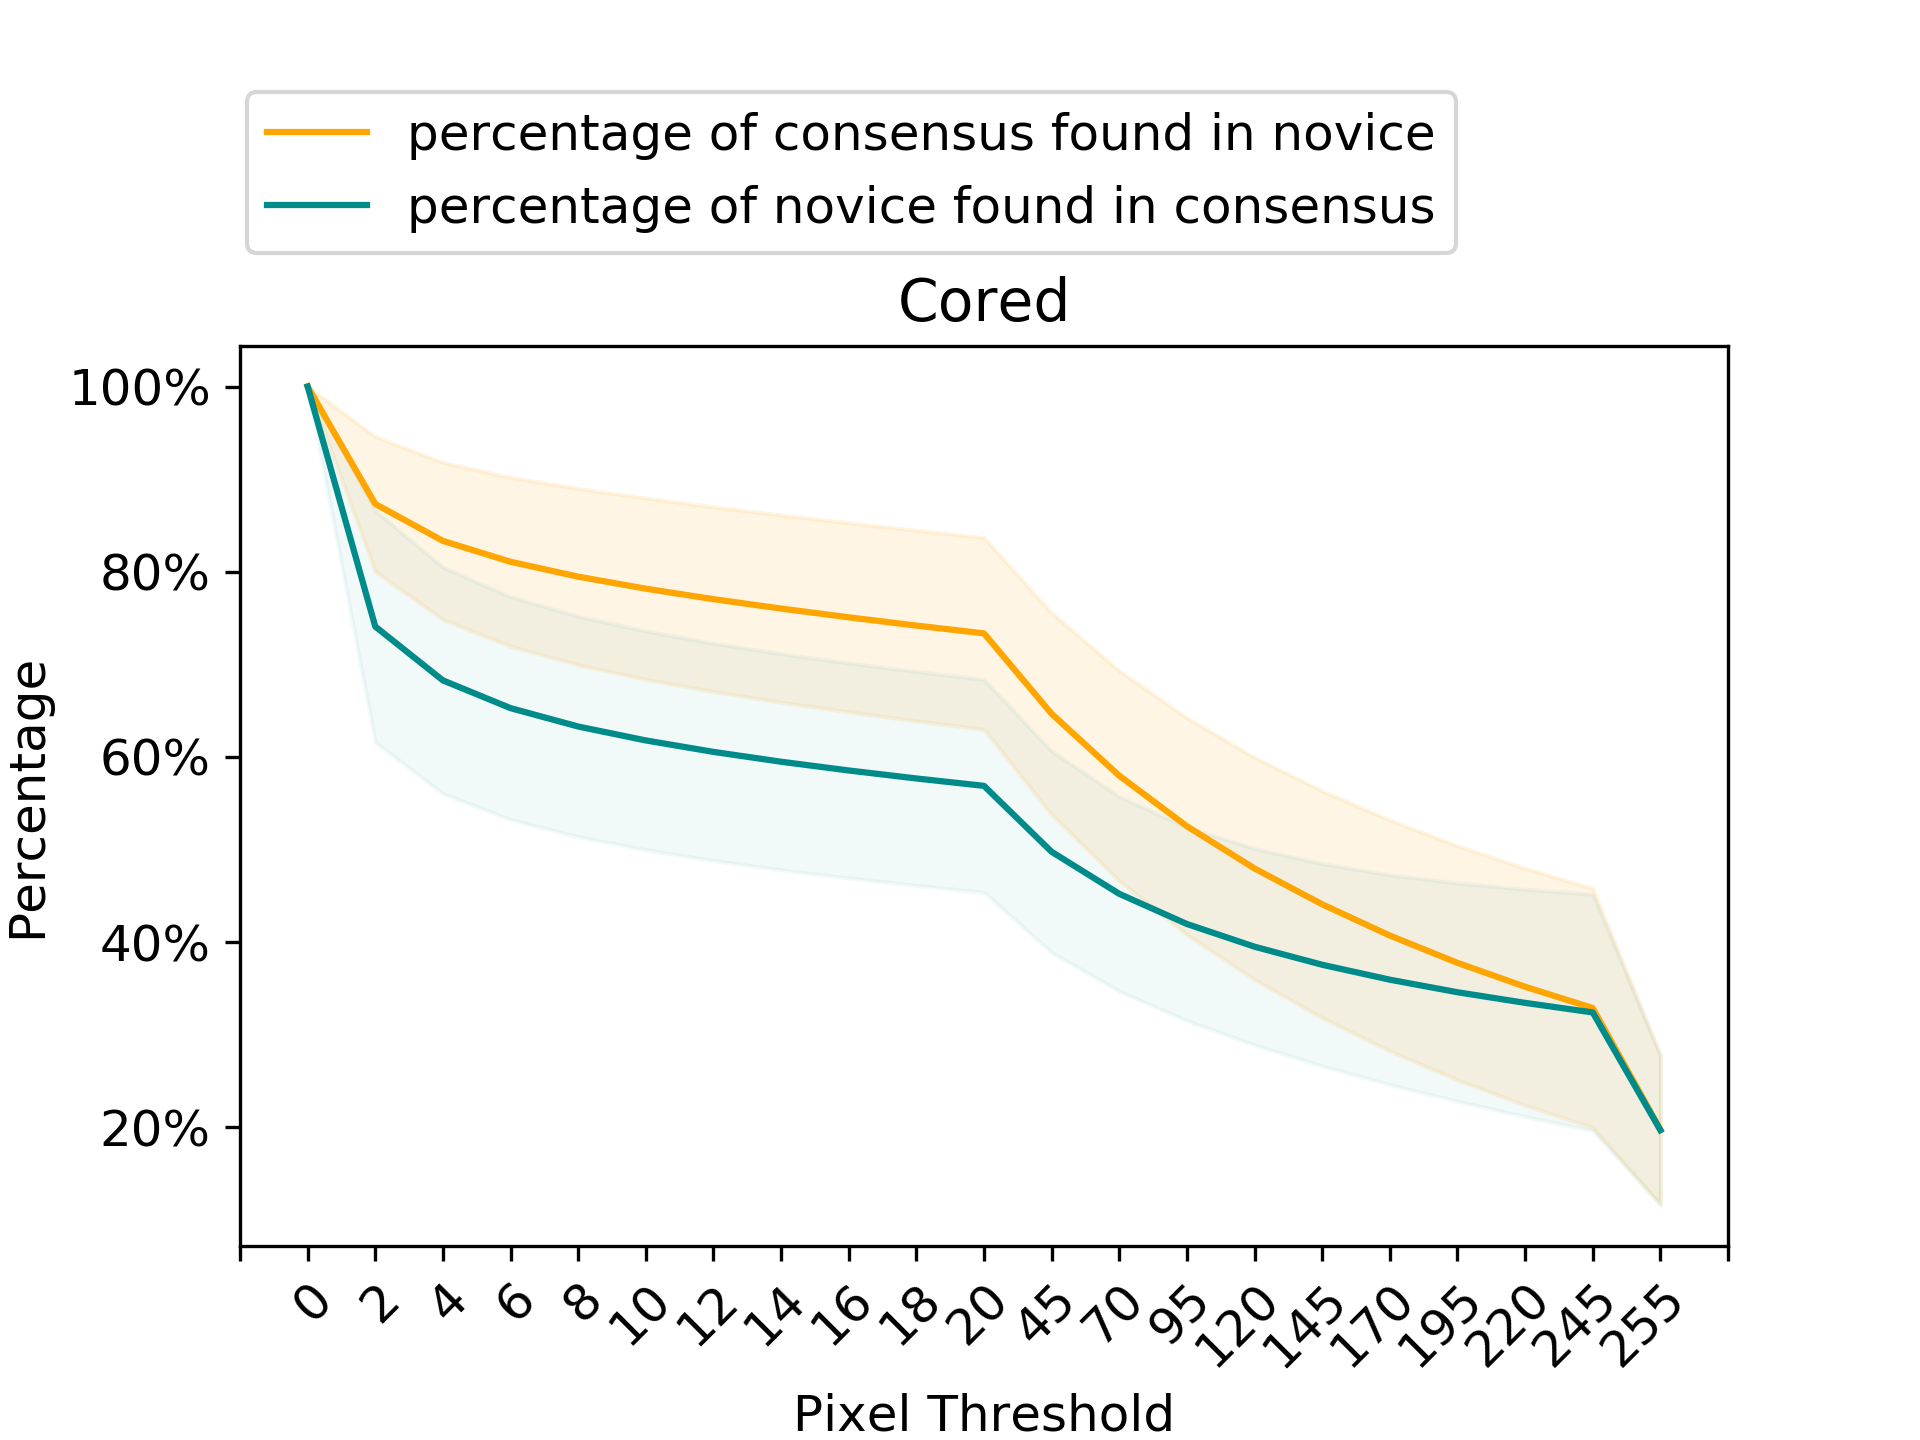 percentage of consensus found in novice
percentage of novice found in consensus
Cored
100%
80%
60%
40%
20%
Percentage
0 2 4 6 8 10 12 14 16 18 20 45 70 95 120 145 170 195 220 245 255
Pixel Threshold